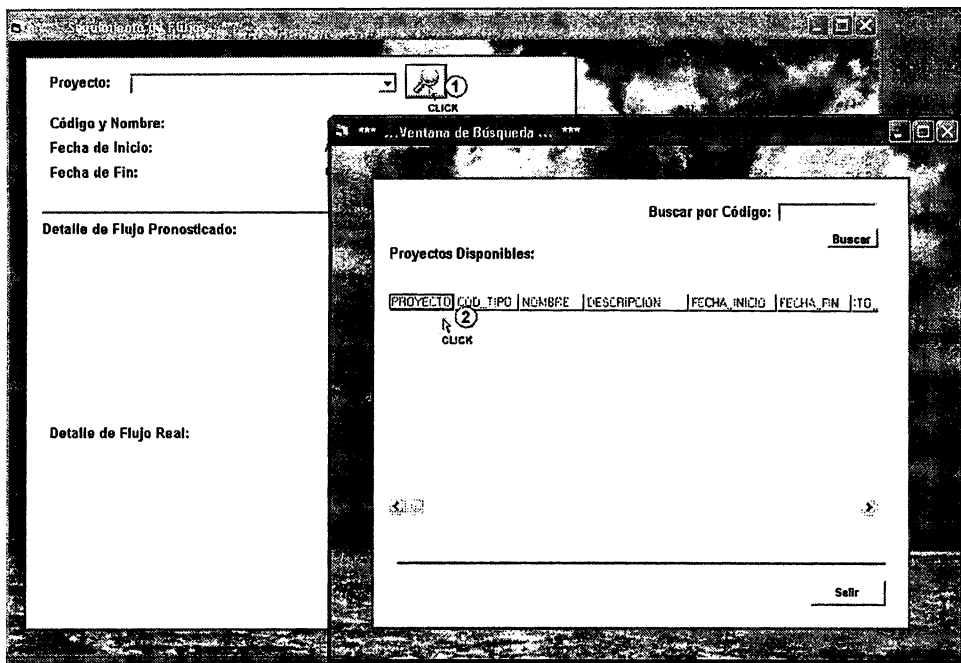 Seguimiento de Flujos
Proyecto:
1
CLICK
Código y Nombre:
Fecha de Inicio:
Fecha de Fin:
Detalle de Flujo Pronosticado:
Detalle de Flujo Real:
*** ...Ventana de Búsqueda ... ***
Buscar por Código:
Buscar
Proyectos Disponibles:
PROYECTO COD_TIPO NOMBRE DESCRIPCION FECHA_INICIO FECHA_FIN
2
CLICK
Salir